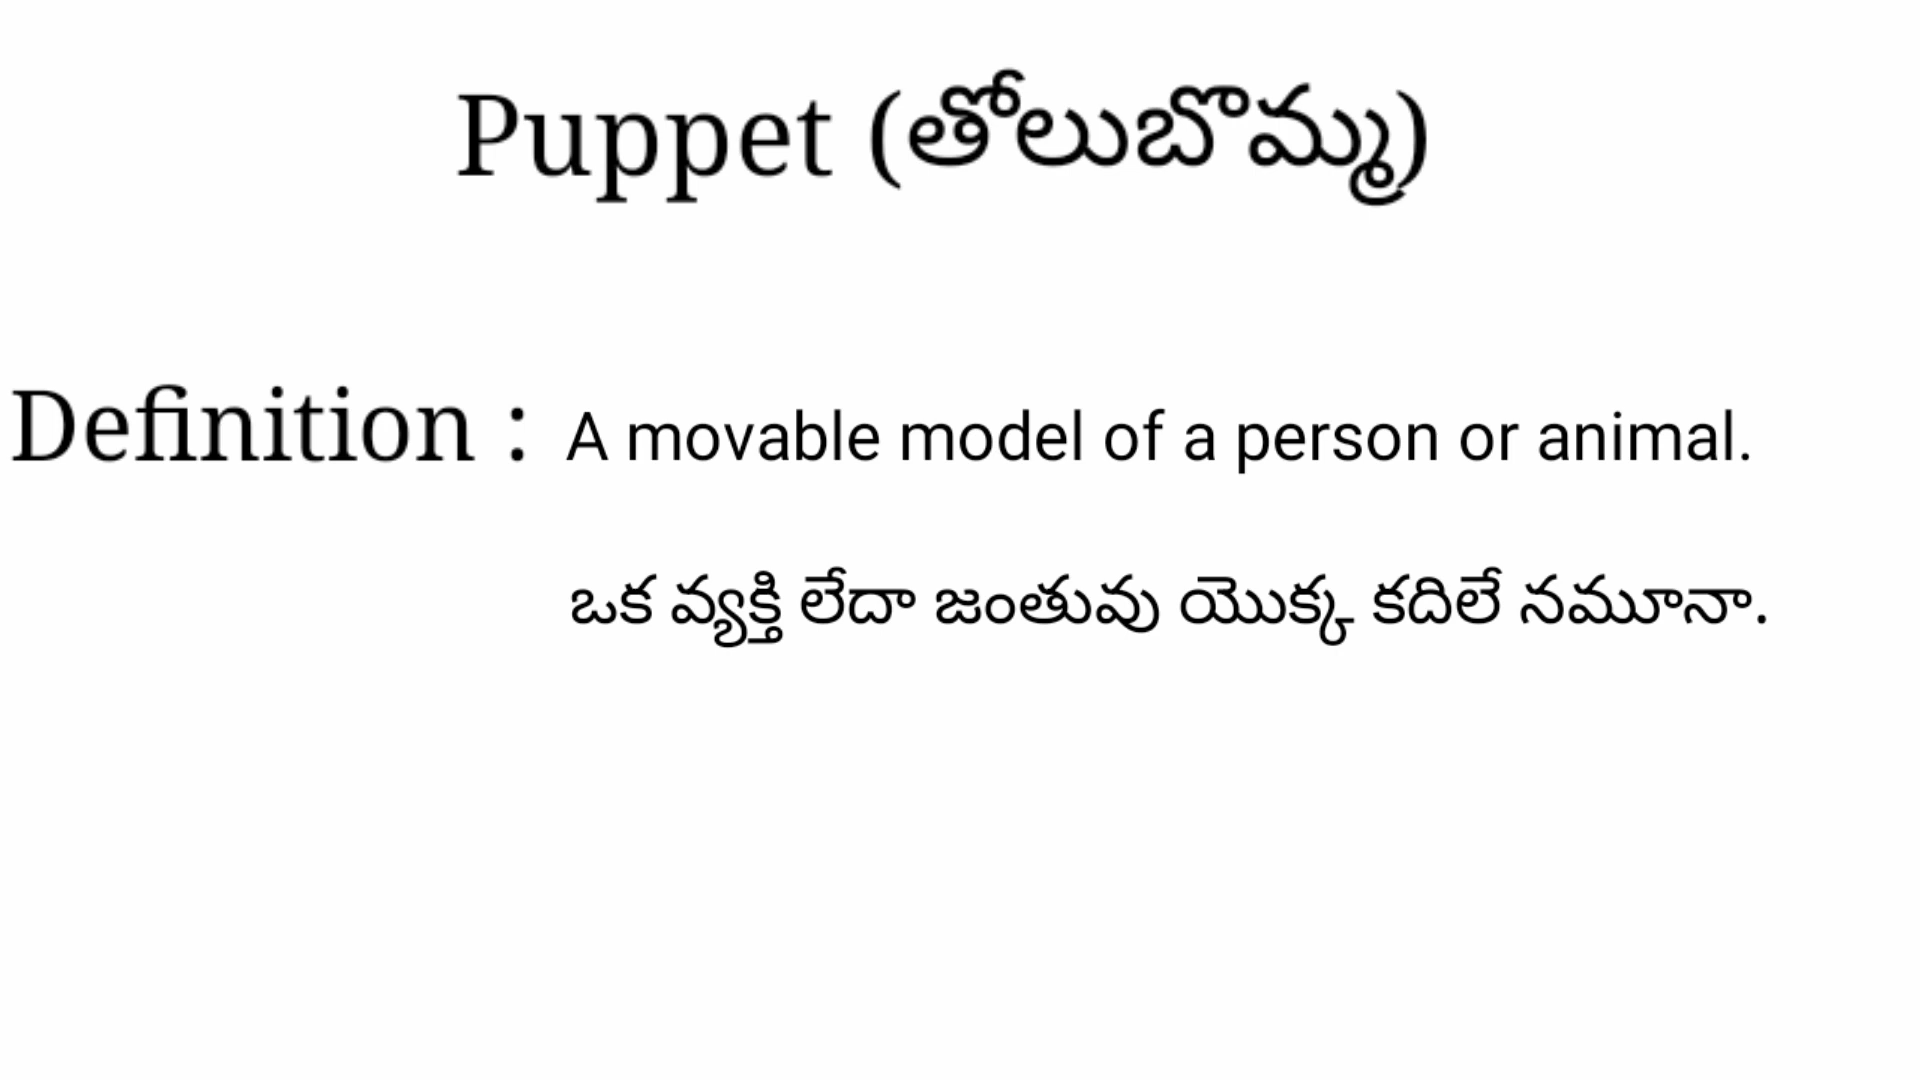 Puppet (తోలుబొమ్మ)
Definition : A movable model of a person or animal.
ఒక వ్యక్తి లేదా జంతువు యొక్క కదిలే నమూనా.